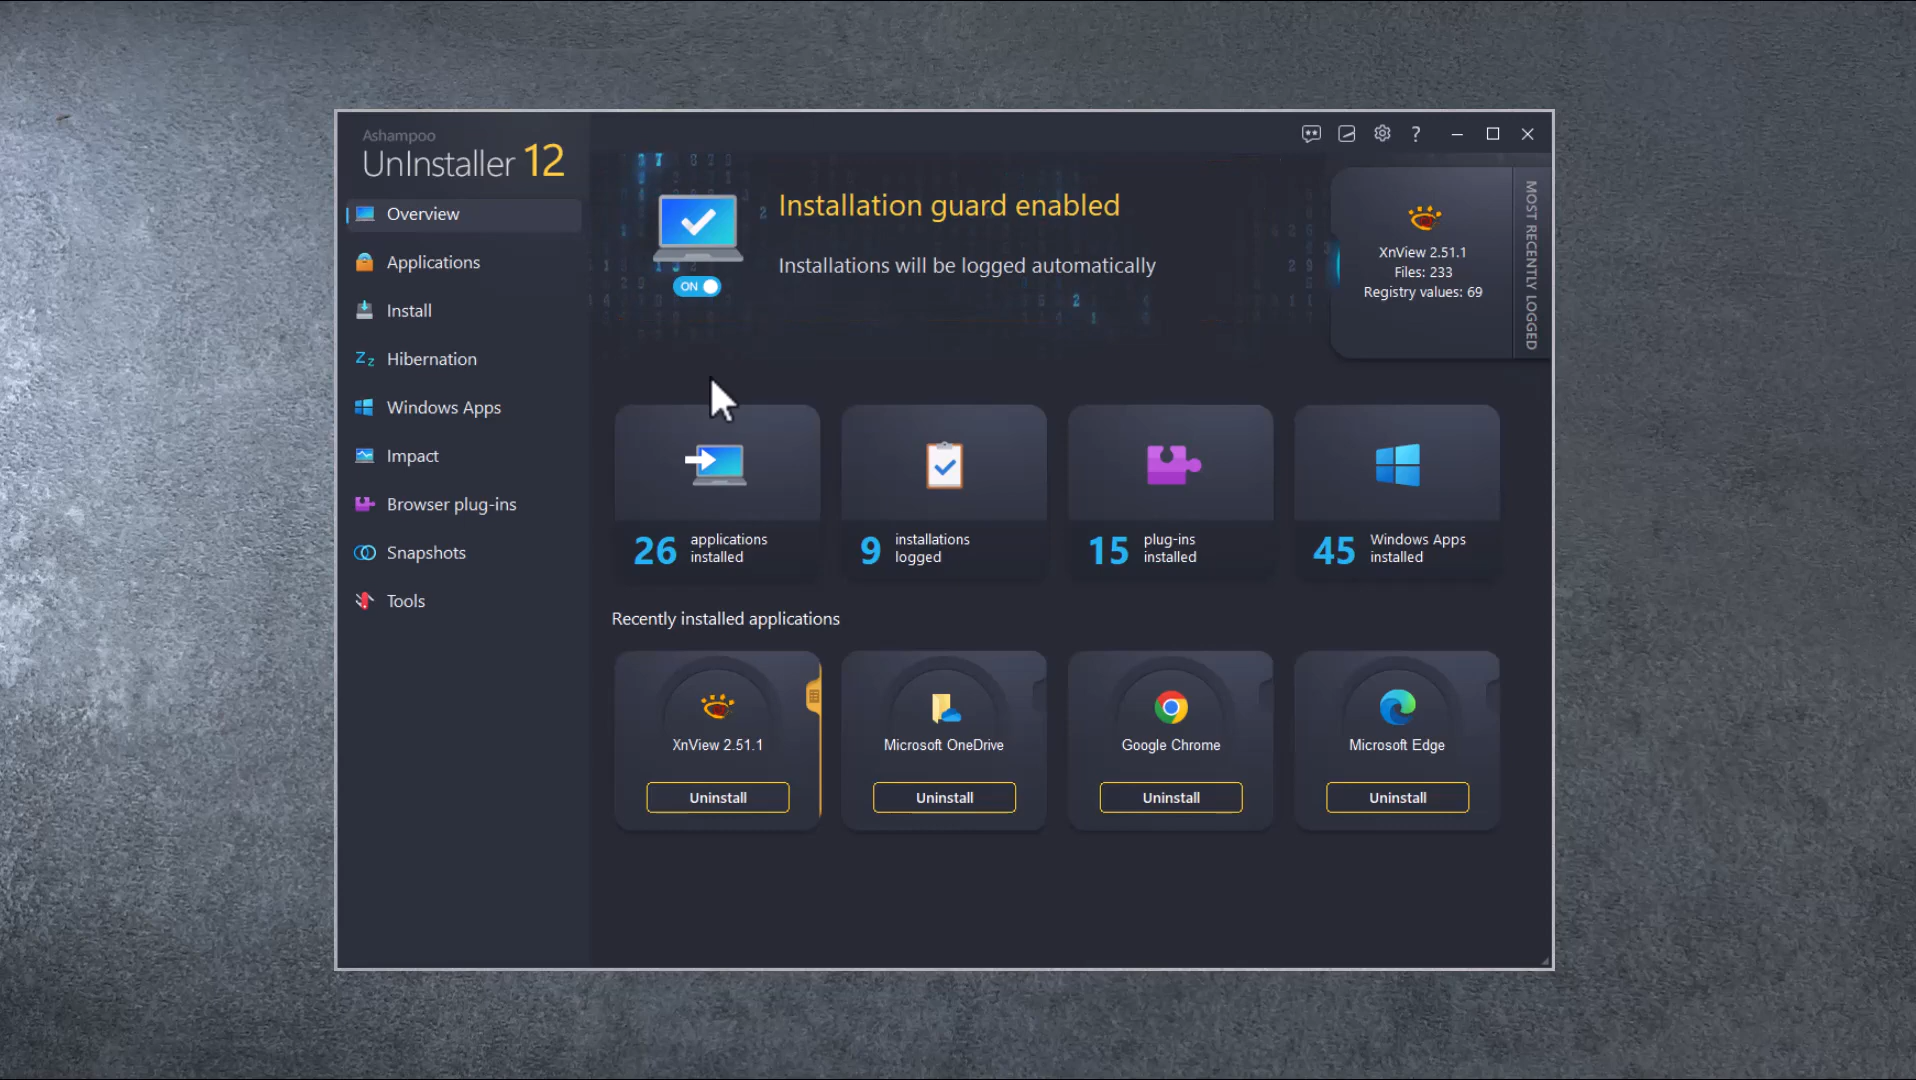 Ashampoo
UnInstaller 12
Overview
Applications
Install
Hibernation
Windows Apps
Impact
Browser plug-ins
Snapshots
Tools
?
Installation guard enabled
Installations will be logged automatically
ON
XnView 2.51.1
Files: 233
Registry values: 69
MOST RECENTLY LOGGED
26 applications
installed
9 installations
logged
15 plug-ins
installed
45 Windows Apps
installed
Recently installed applications
XnView 2.51.1
Uninstall
Microsoft OneDrive
Uninstall
Google Chrome
Uninstall
Microsoft Edge
Uninstall